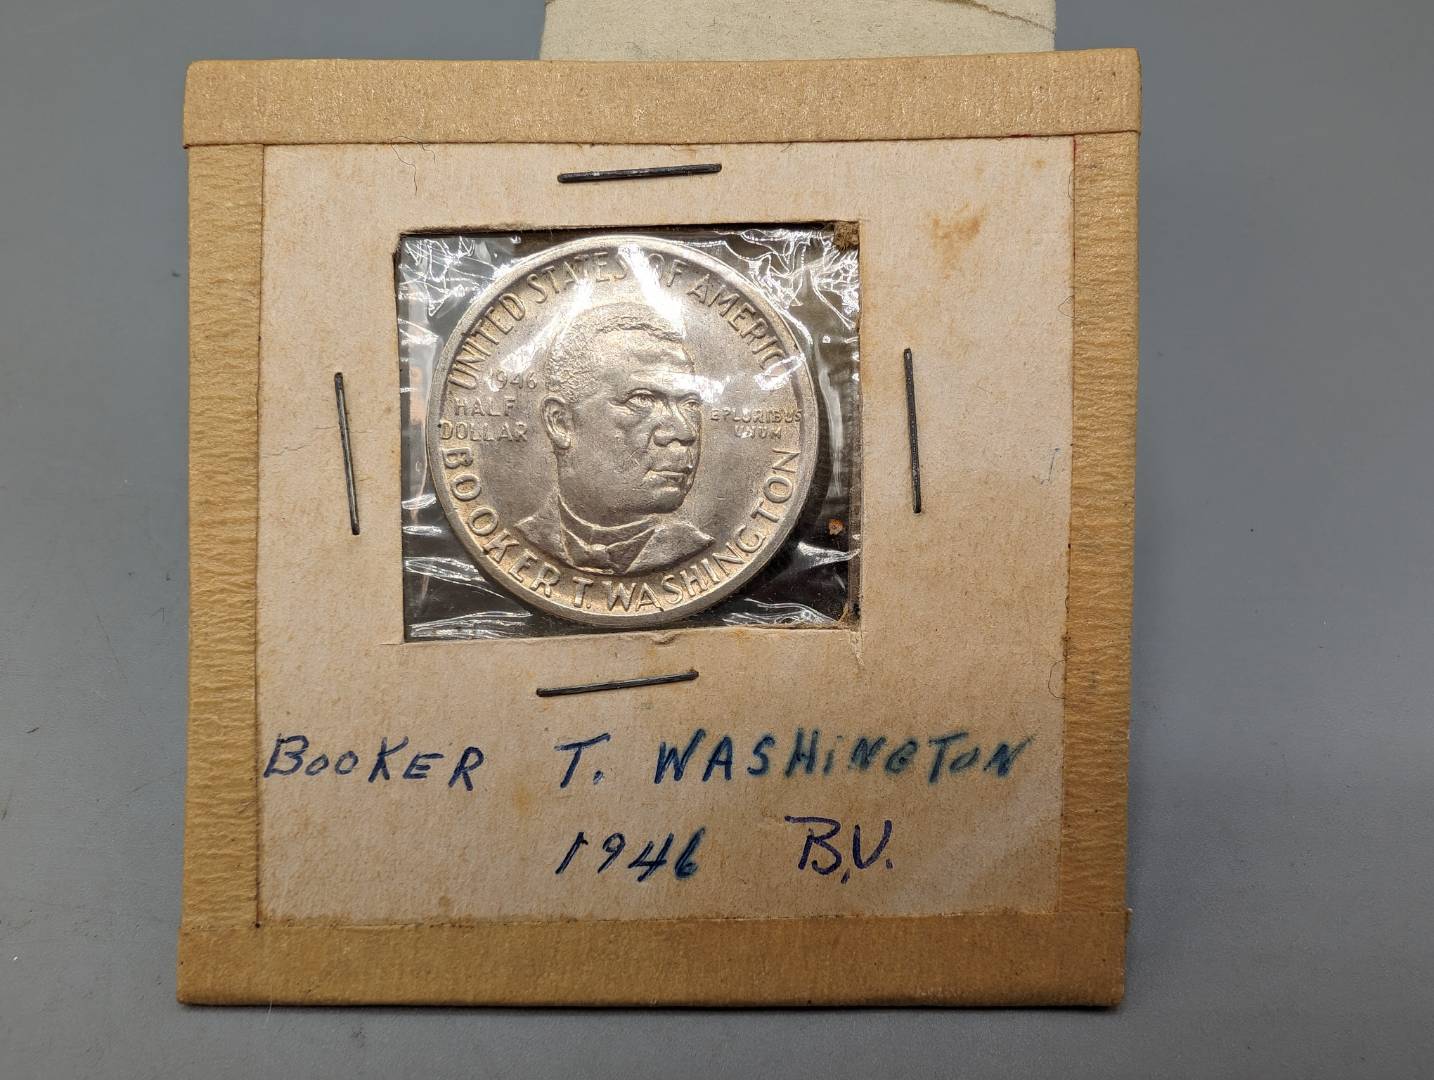 UNITED STATES OF AMERICA
1946
HALF
DOLLAR
E PLURIBUS
UNUM
BOOKER T. WASHINGTON
BOOKER T. WASHINGTON
1946 B.U.